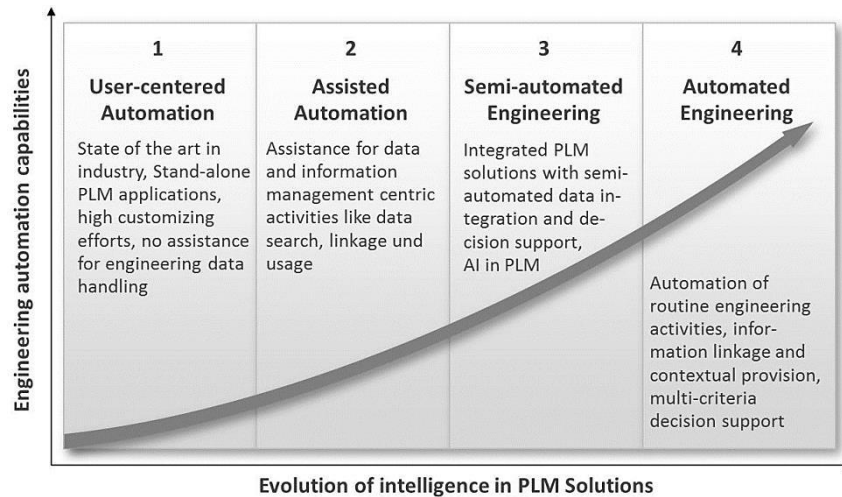 Engineering automation capabilities
1
User-centered
Automation
State of the art in
industry, Stand-alone
PLM applications,
high customizing
efforts, no assistance
for engineering data
handling
2
Assisted
Automation
Assistance for data
and information
management centric
activities like data
search, linkage und
usage
3
Semi-automated
Engineering
Integrated PLM
solutions with semi-
automated data in-
tegration and de-
cision support,
AI in PLM
4
Automated
Engineering
Automation of
routine engineering
activities, infor-
mation linkage and
contextual provision,
multi-criteria
decision support
Evolution of intelligence in PLM Solutions